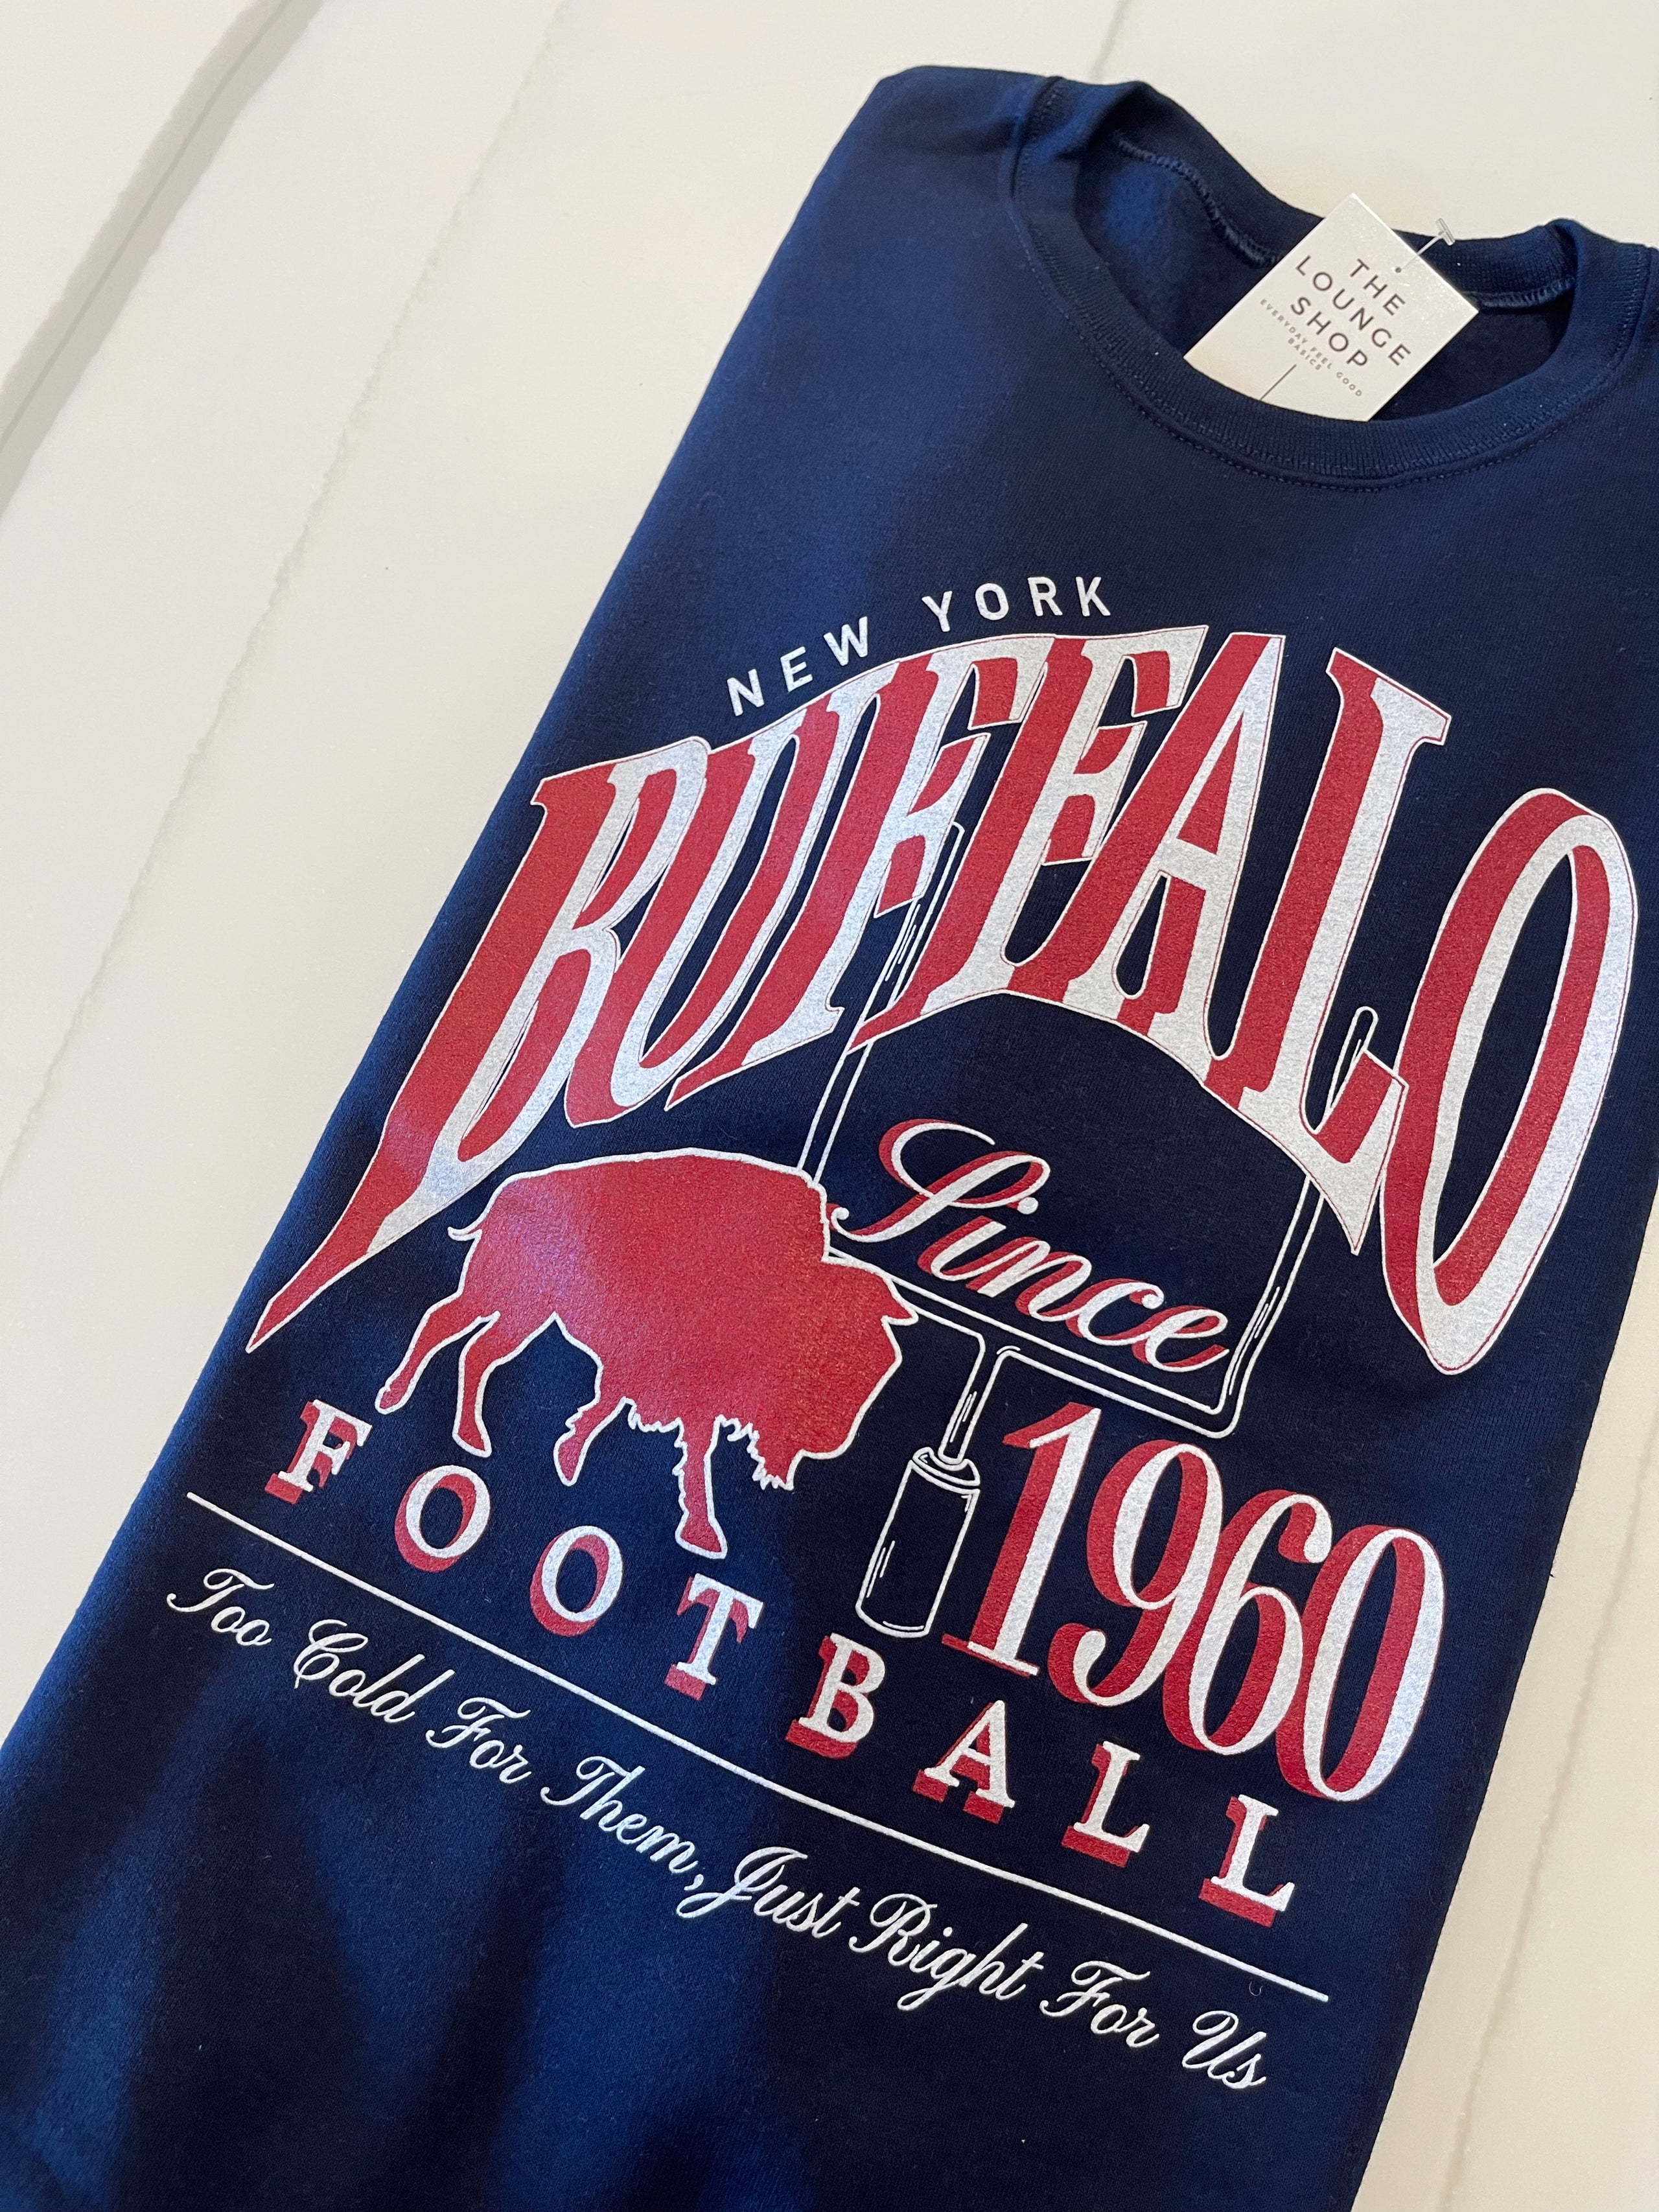 THE
LOUNGE
SHOP
EVERYDAY FEEL GOOD
BASICS
NEW YORK
BUFFALO
Since
1960
FOOTBALL
Too Cold For Them, Just Right For Us